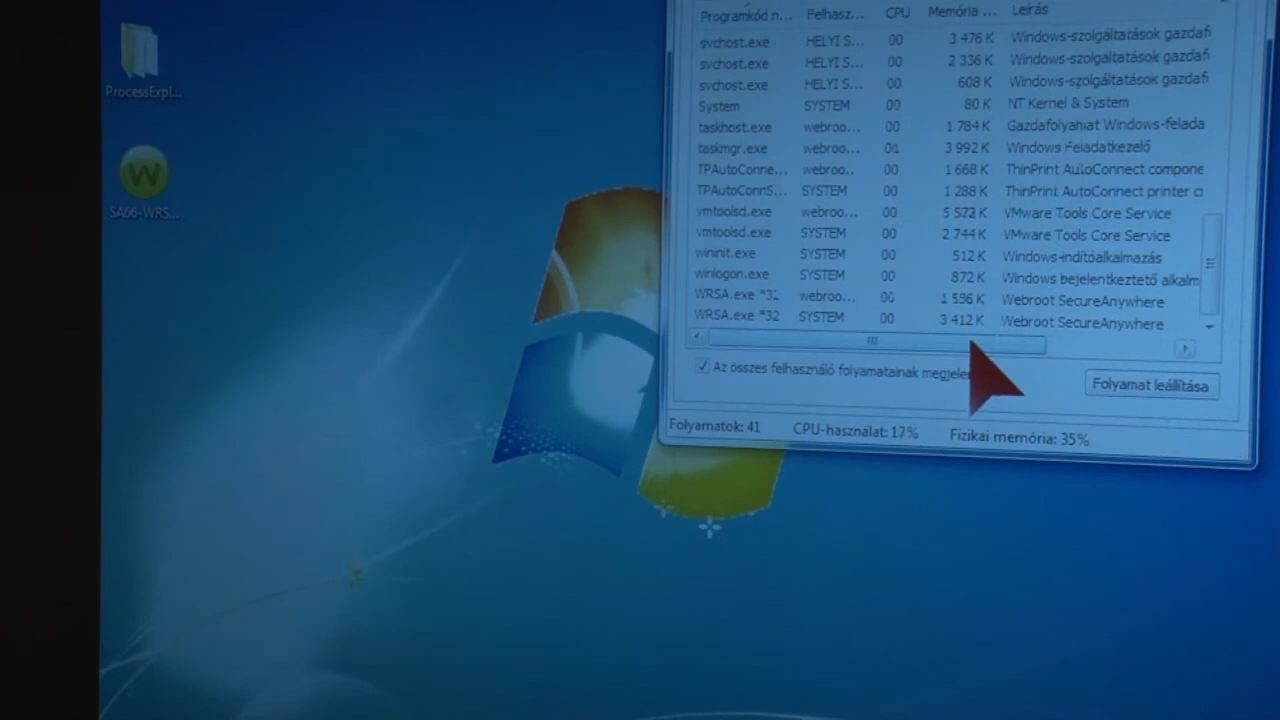 ProcessExpl...
SA66-WRS...
Programkód n... Felhasz... CPU Memória ... Leírás
svchost.exe HELYI S... 00 3 476 K Windows-szolgáltatások gazdafi
svchost.exe HELYI S... 00 2 336 K Windows-szolgáltatások gazdafi
svchost.exe HELYI S... 00 608 K Windows-szolgáltatások gazdafi
System SYSTEM 00 80 K NT Kernel & System
taskhost.exe webroo... 00 1 784 K Gazdafolyamat Windows-felada
taskmgr.exe webroo... 01 3 992 K Windows Feladatkezelő
TPAutoConne... webroo... 00 1 668 K ThinPrint AutoConnect compone
TPAutoConnS... SYSTEM 00 1 288 K ThinPrint AutoConnect printer c
vmtoolsd.exe webroo... 00 5 572 K VMware Tools Core Service
vmtoolsd.exe SYSTEM 00 2 744 K VMware Tools Core Service
wininit.exe SYSTEM 00 512 K Windows-indítóalkalmazás
winlogon.exe SYSTEM 00 872 K Windows bejelentkeztető alkalm
WRSA.exe *32 webroo... 00 1 596 K Webroot SecureAnywhere
WRSA.exe *32 SYSTEM 00 3 412 K Webroot SecureAnywhere
Az összes felhasználó folyamatainak megjele
Folyamat leállítása
Folyamatok: 41 CPU-használat: 17% Fizikai memória: 35%